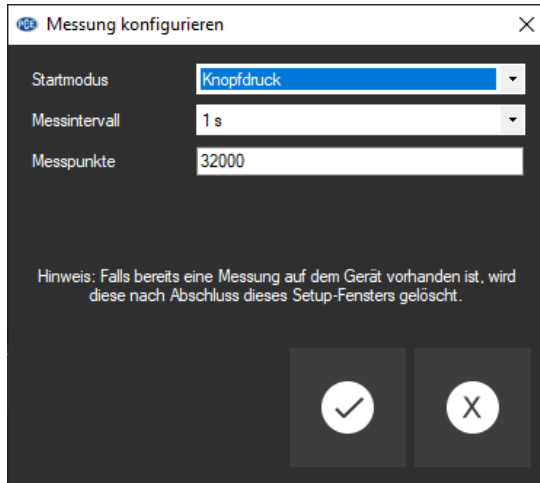 PCE Messung konfigurieren
Startmodus Knopfdruck
Messintervall 1 s
Messpunkte 32000
Hinweis: Falls bereits eine Messung auf dem Gerät vorhanden ist, wird
diese nach Abschluss dieses Setup-Fensters gelöscht.
X